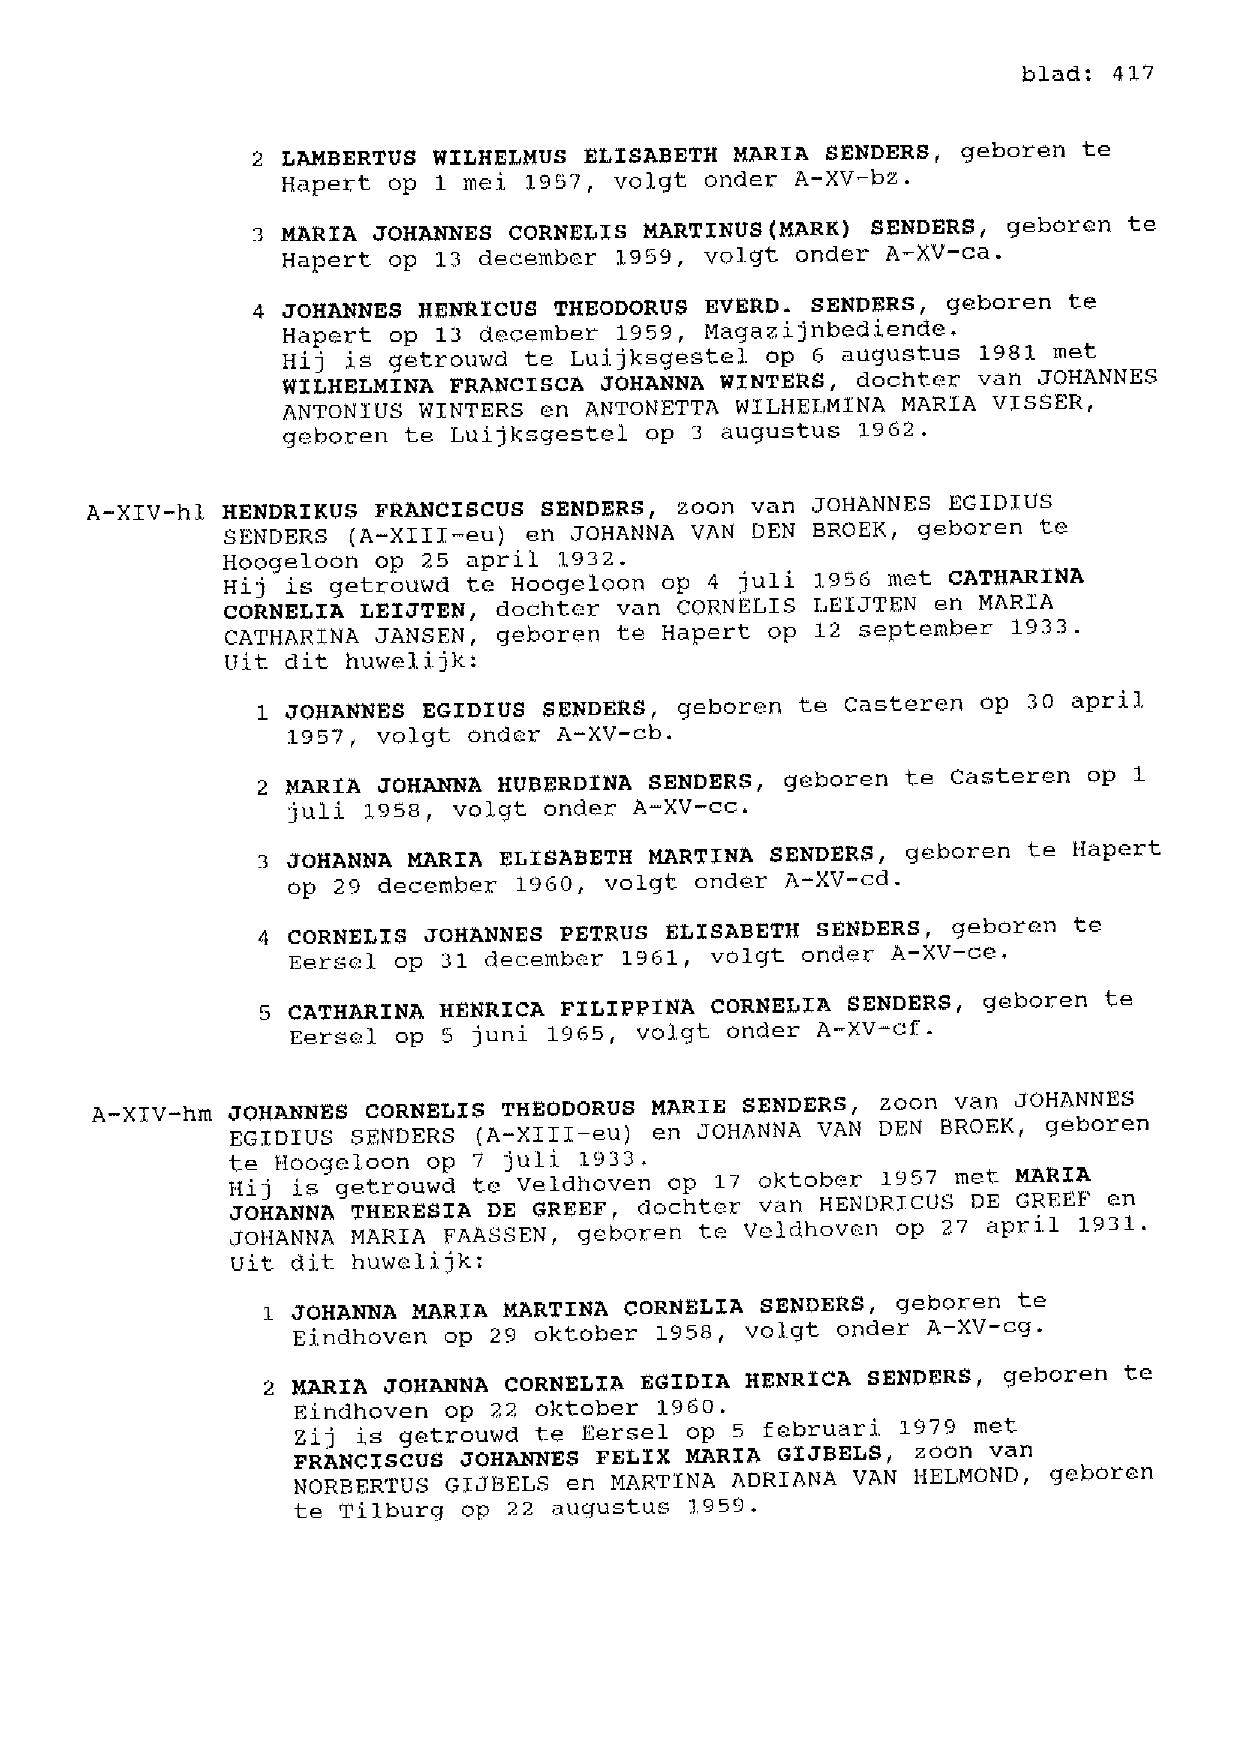 blad: 417
2 LAMBERTUS WILHELMUS ELISABETH MARIA SENDERS, geboren te
Hapert op 1 mei 1957, volgt onder A-XV-bz.
3 MARIA JOHANNES CORNELIS MARTINUS(MARK) SENDERS, geboren te
Hapert op 13 december 1959, volgt onder A-XV-ca.
4 JOHANNES HENRICUS THEODORUS EVERD. SENDERS, geboren te
Hapert op 13 december 1959, Magazijnbediende.
Hij is getrouwd te Luijksgestel op 6 augustus 1981 met
WILHELMINA FRANCISCA JOHANNA WINTERS, dochter van JOHANNES
ANTONIUS WINTERS en ANTONETTA WILHELMINA MARIA VISSER,
geboren te Luijksgestel op 3 augustus 1962.
A-XIV-hl HENDRIKUS FRANCISCUS SENDERS, zoon van JOHANNES EGIDIUS
SENDERS (A-XIII-eu) en JOHANNA VAN DEN BROEK, geboren te
Hoogeloon op 25 april 1932.
Hij is getrouwd te Hoogeloon op 4 juli 1956 met CATHARINA
CORNELIA LEIJTEN, dochter van CORNELIS LEIJTEN en MARIA
CATHARINA JANSEN, geboren te Hapert op 12 september 1933.
Uit dit huwelijk:
1 JOHANNES EGIDIUS SENDERS, geboren te Casteren op 30 april
1957, volgt onder A-XV-cb.
2 MARIA JOHANNA HUBERDINA SENDERS, geboren te Casteren op 1
juli 1958, volgt onder A-XV-cc.
3 JOHANNA MARIA ELISABETH MARTINA SENDERS, geboren te Hapert
op 29 december 1960, volgt onder A-XV-cd.
4 CORNELIS JOHANNES PETRUS ELISABETH SENDERS, geboren te
Eersel op 31 december 1961, volgt onder A-XV-ce.
5 CATHARINA HENRICA FILIPPINA CORNELIA SENDERS, geboren te
Eersel op 5 juni 1965, volgt onder A-XV-cf.
A-XIV-hm JOHANNES CORNELIS THEODORUS MARIE SENDERS, zoon van JOHANNES
EGIDIUS SENDERS (A-XIII-eu) en JOHANNA VAN DEN BROEK, geboren
te Hoogeloon op 7 juli 1933.
Hij is getrouwd te Veldhoven op 17 oktober 1957 met MARIA
JOHANNA THERESIA DE GREEF, dochter van HENDRICUS DE GREEF en
JOHANNA MARIA FAASSEN, geboren te Veldhoven op 27 april 1931.
Uit dit huwelijk:
1 JOHANNA MARIA MARTINA CORNELIA SENDERS, geboren te
Eindhoven op 29 oktober 1958, volgt onder A-XV-cg.
2 MARIA JOHANNA CORNELIA EGIDIA HENRICA SENDERS, geboren te
Eindhoven op 22 oktober 1960.
Zij is getrouwd te Eersel op 5 februari 1979 met
FRANCISCUS JOHANNES FELIX MARIA GIJBELS, zoon van
NORBERTUS GIJBELS en MARTINA ADRIANA VAN HELMOND, geboren
te Tilburg op 22 augustus 1959.